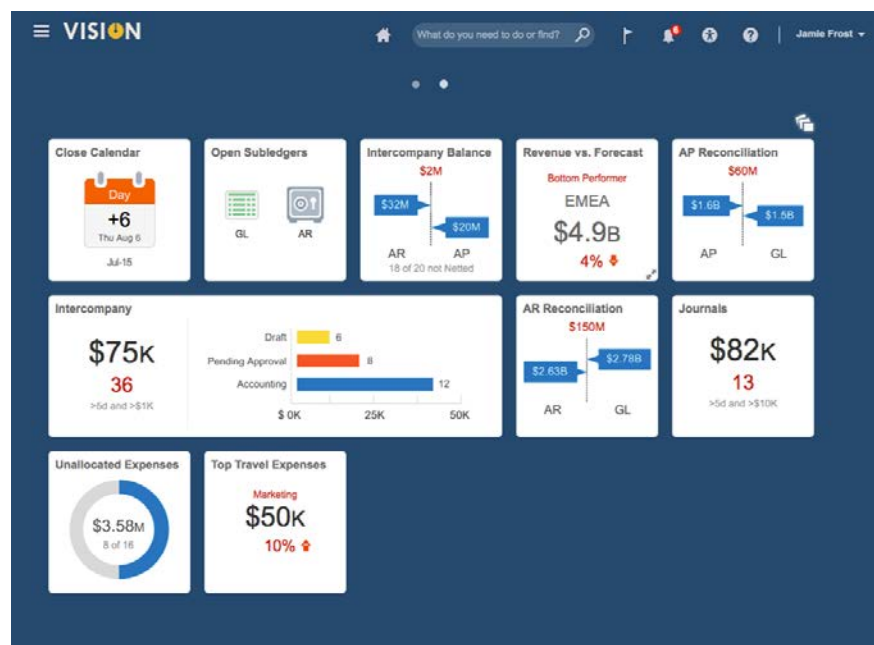 VISION
What do you need to do or find?
6
Jamie Frost
Close Calendar
Day
+6
Thu Aug 6
Jul-15
Open Subledgers
GL
AR
Intercompany Balance
$2M
$32M
$20M
AR
AP
18 of 20 not Netted
Revenue vs. Forecast
Bottom Performer
EMEA
$4.9B
4%
AP Reconciliation
$60M
$1.6B
$1.5B
AP
GL
Intercompany
$75K
36
>5d and >$1K
Draft
6
Pending Approval
8
Accounting
12
$ 0K
25K
50K
AR Reconciliation
$150M
$2.63B
$2.78B
AR
GL
Journals
$82K
13
>5d and >$10K
Unallocated Expenses
$3.58M
8 of 16
Top Travel Expenses
Marketing
$50K
10%